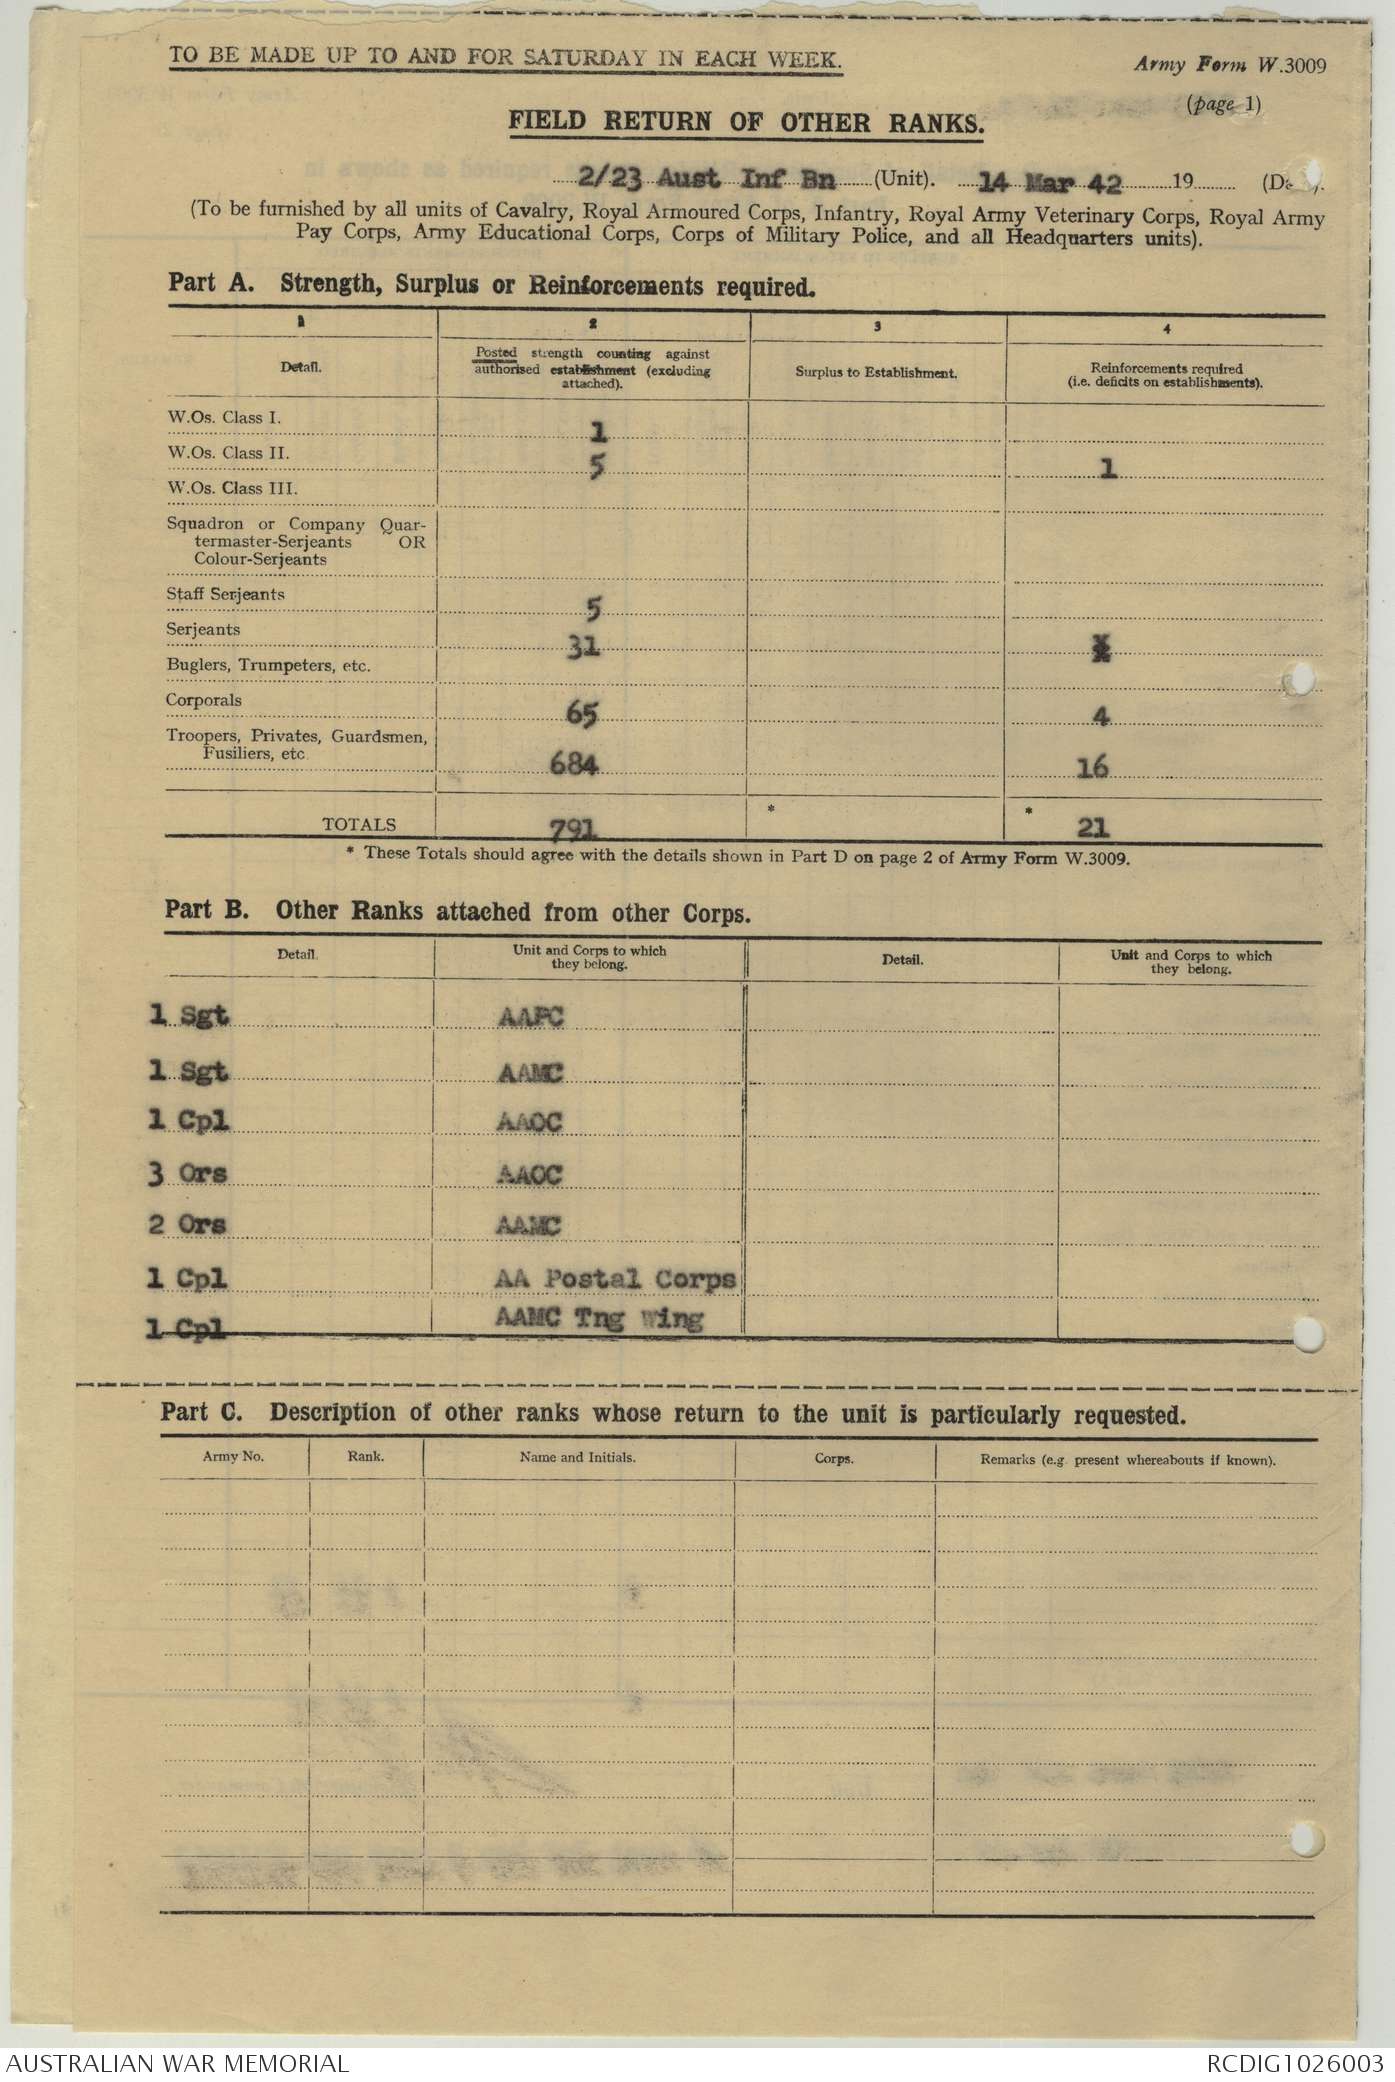 TO BE MADE UP TO AND FOR SATURDAY IN EACH WEEK.
Army Form W.3009
(page 1)
FIELD RETURN OF OTHER RANKS.
2/23 Aust Inf Bn (Unit). 14 Mar 42 19
(To be furnished by all units of Cavalry, Royal Armoured Corps, Infantry, Royal Army Veterinary Corps, Royal Army
Pay Corps, Army Educational Corps, Corps of Military Police, and all Headquarters units).
Part A. Strength, Surplus or Reinforcements required.
1 2 3 4
Detail.
Posted strength counting against
authorised establishment (excluding
attached).
Surplus to Establishment.
Reinforcements required
(i.e. deficits on establishments).
W.Os. Class I. 1
W.Os. Class II. 5 1
W.Os. Class III.
Squadron or Company Quar-
termaster-Serjeants OR
Colour-Serjeants
Staff Serjeants 5
Serjeants 31
Buglers, Trumpeters, etc.
Corporals 65 4
Troopers, Privates, Guardsmen,
Fusiliers, etc 684 16
TOTALS 791 * * 21
* These Totals should agree with the details shown in Part D on page 2 of Army Form W.3009.
Part B. Other Ranks attached from other Corps.
Detail.
Unit and Corps to which
they belong.
Detail.
Unit and Corps to which
they belong.
1 Sgt AAPC
1 Sgt AAMC
1 Cpl AAOC
3 Ors AAOC
2 Ors AAMC
1 Cpl AA Postal Corps
1 Cpl AAMC Tng Wing
Part C. Description of other ranks whose return to the unit is particularly requested.
Army No. Rank. Name and Initials. Corps. Remarks (e.g. present whereabouts if known).
AUSTRALIAN WAR MEMORIAL RCDIG1026003